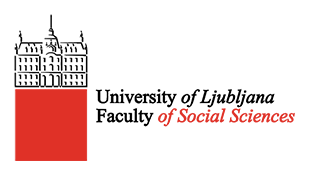 University of Ljubljana
Faculty of Social Sciences